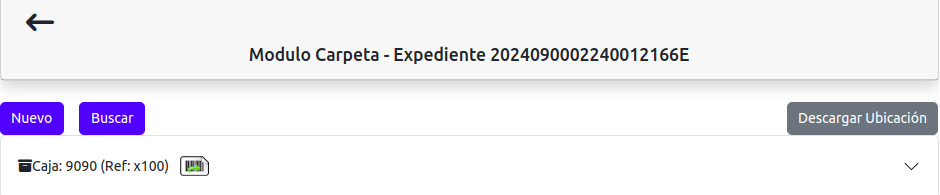 Modulo Carpeta - Expediente 2024090002240012166E
Nuevo Buscar Descargar Ubicación
Caja: 9090 (Ref: x100)